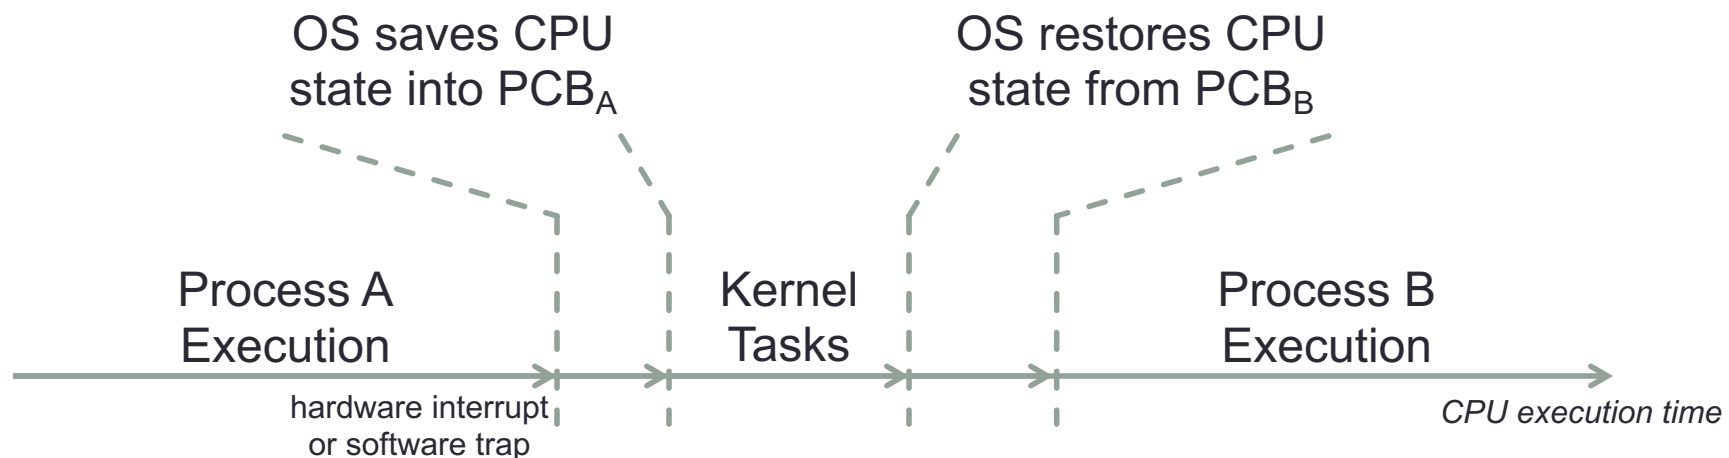 OS saves CPU
state into PCB_A
OS restores CPU
state from PCB_B
Process A
Execution
Kernel
Tasks
Process B
Execution
hardware interrupt
or software trap
CPU execution time